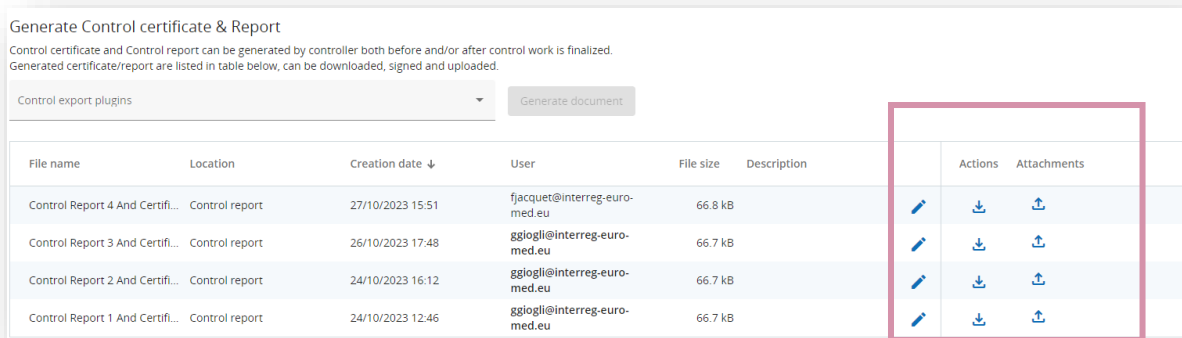 Generate Control certificate & Report
Control certificate and Control report can be generated by controller both before and/or after control work is finalized.
Generated certificate/report are listed in table below, can be downloaded, signed and uploaded.
Control export plugins Generate document
File name Location Creation date User File size Description Actions Attachments
Control Report 4 And Certifi... Control report 27/10/2023 15:51 fjacquet@interreg-euro-med.eu 66.8 kB
Control Report 3 And Certifi... Control report 26/10/2023 17:48 ggiogli@interreg-euro-med.eu 66.7 kB
Control Report 2 And Certifi... Control report 24/10/2023 16:12 ggiogli@interreg-euro-med.eu 66.7 kB
Control Report 1 And Certifi... Control report 24/10/2023 12:46 ggiogli@interreg-euro-med.eu 66.7 kB